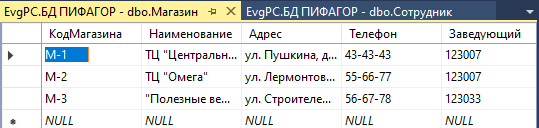 EvgPC.БД ПИФАГОР - dbo.Магазин EvgPC.БД ПИФАГОР - dbo.Сотрудник
КодМагазина Наименование Адрес Телефон Заведующий
М-1 ТЦ "Центральн... ул. Пушкина, д... 43-43-43 123007
М-2 ТЦ "Омега" ул. Лермонтов... 55-66-77 123007
М-3 "Полезные ве... ул. Строителе... 56-67-78 123033
NULL NULL NULL NULL NULL